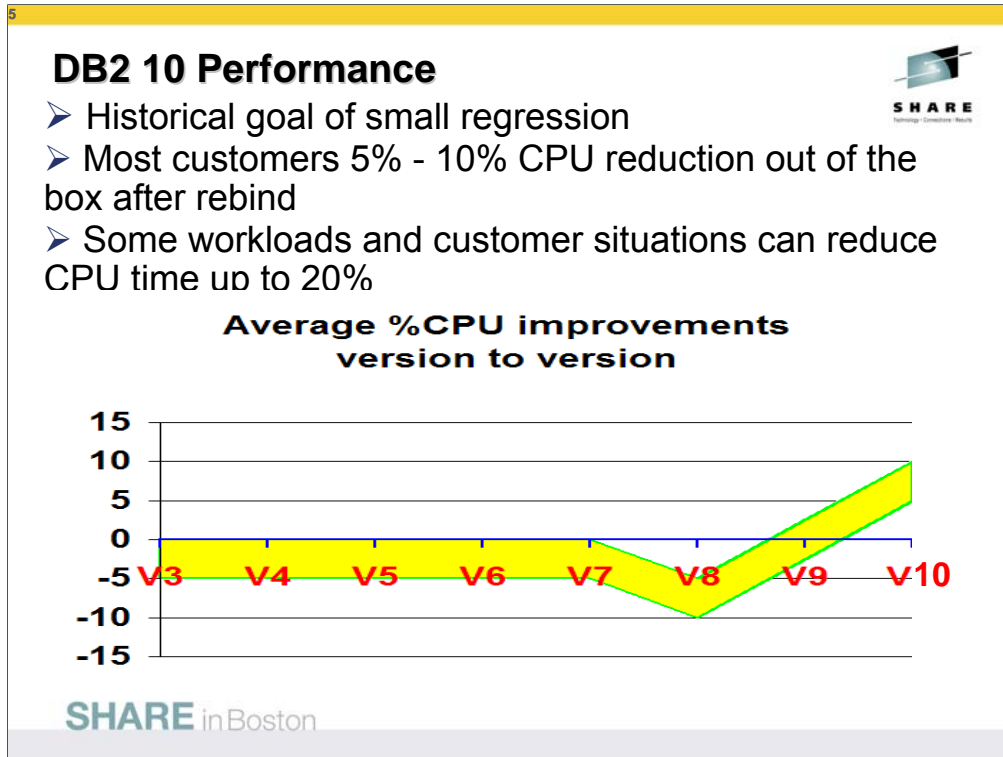 5
DB2 10 Performance
SHARE
Technology • Connections • Results
➢ Historical goal of small regression
➢ Most customers 5% - 10% CPU reduction out of the
box after rebind
➢ Some workloads and customer situations can reduce
CPU time up to 20%
Average %CPU improvements
version to version
15
10
5
0
-5
-10
-15
V3 V4 V5 V6 V7 V8 V9 V10
SHARE in Boston